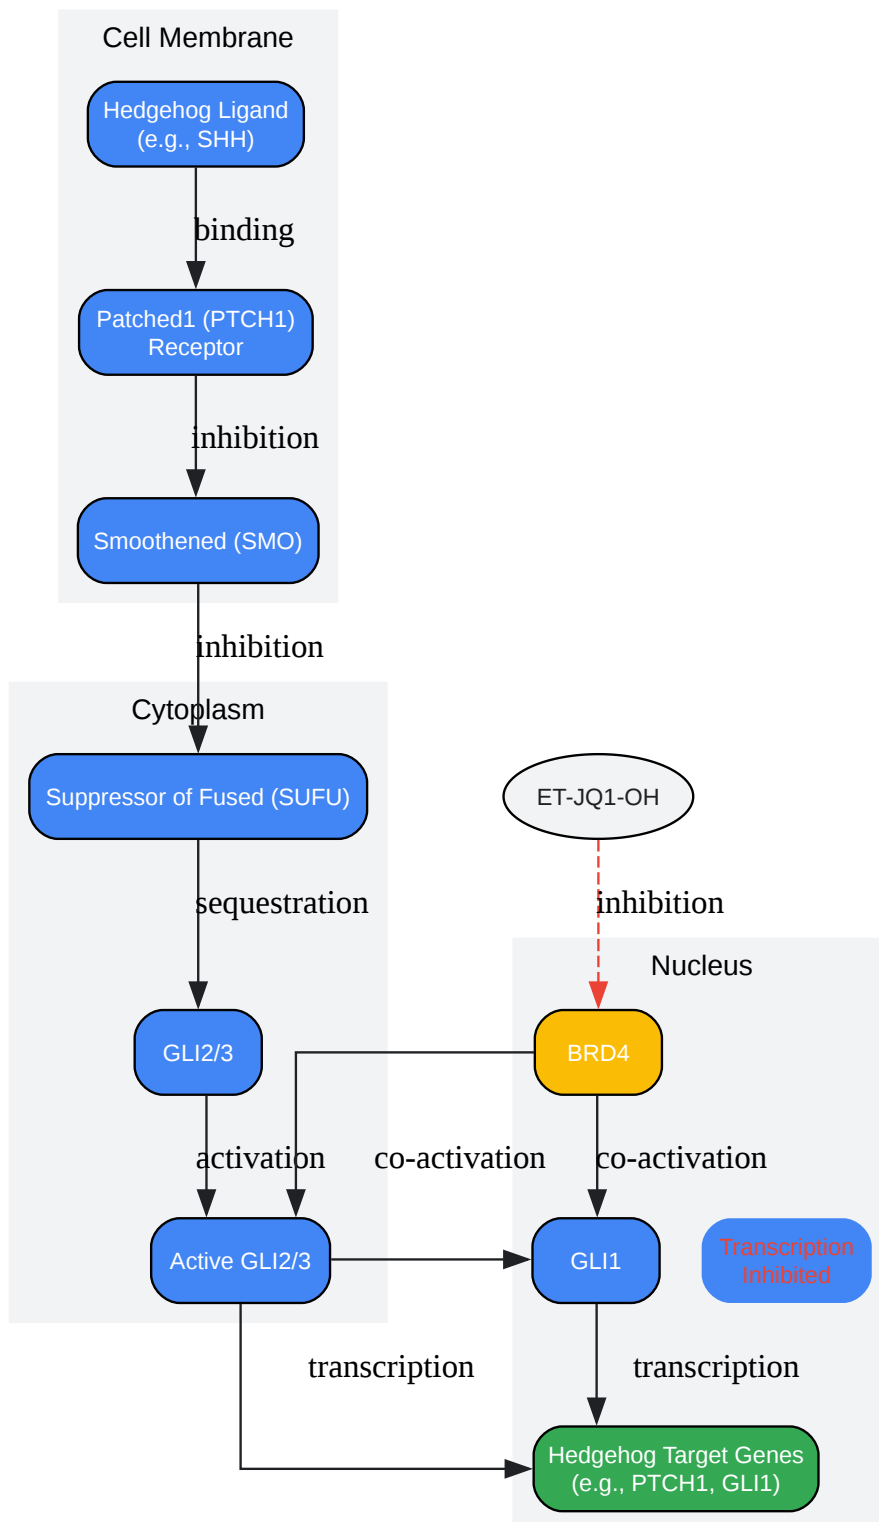 Cell Membrane
Hedgehog Ligand
(e.g., SHH)
binding
Patched1 (PTCH1)
Receptor
inhibition
Smoothened (SMO)
inhibition
Cytoplasm
Suppressor of Fused (SUFU)
ET-JQ1-OH
sequestration
inhibition
Nucleus
GLI2/3
BRD4
activation
co-activation
co-activation
Active GLI2/3
GLI1
Transcription
Inhibited
transcription
transcription
Hedgehog Target Genes
(e.g., PTCH1, GLI1)